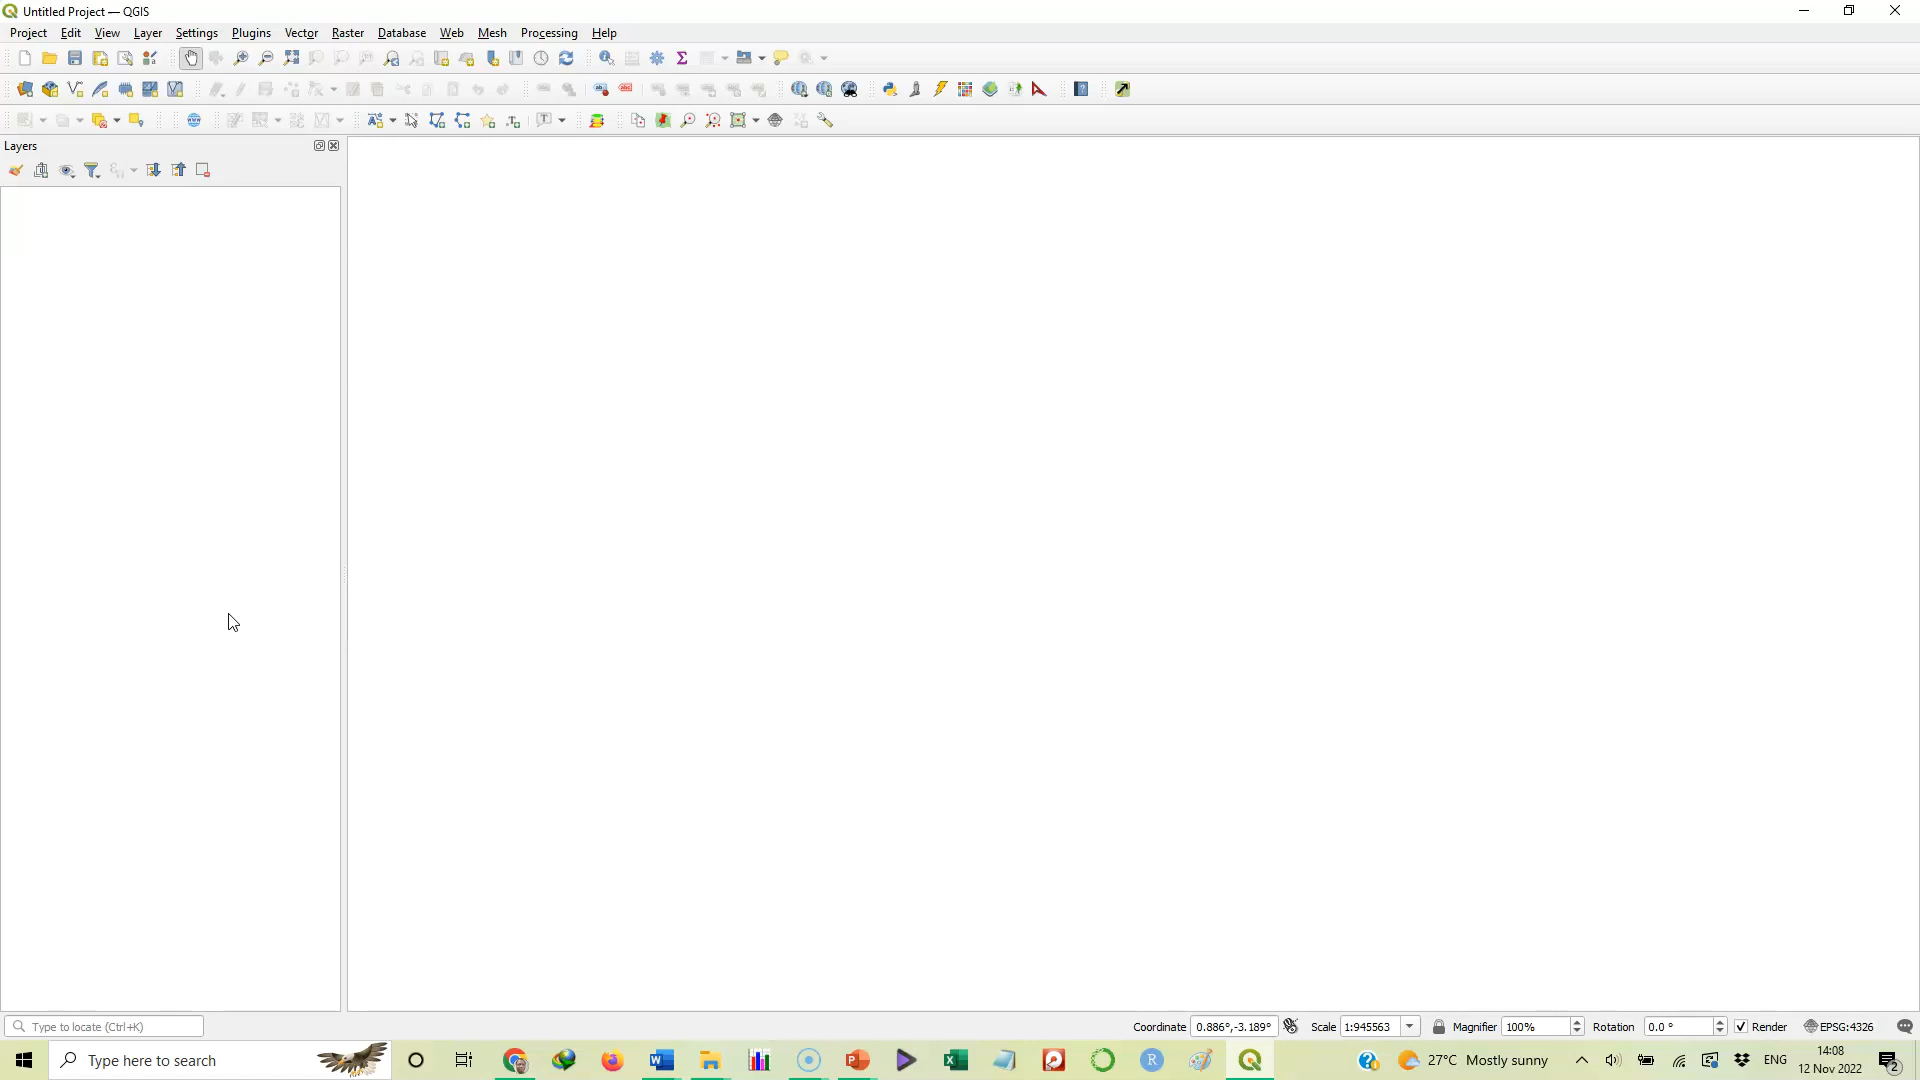 Untitled Project — QGIS
Project Edit View Layer Settings Plugins Vector Raster Database Web Mesh Processing Help
Layers
Type to locate (Ctrl+K)
Coordinate 0.886°,-3.189° Scale 1:945563 Magnifier 100% Rotation 0.0 ° Render EPSG:4326
Type here to search
27°C Mostly sunny
ENG
14:08
12 Nov 2022
2